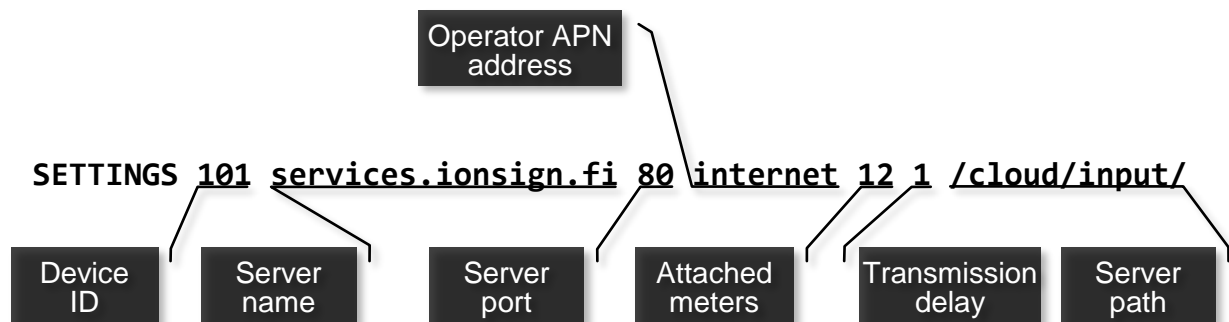 Operator APN
address
SETTINGS 101 services.ionsign.fi 80 internet 12 1 /cloud/input/
Device
ID
Server
name
Server
port
Attached
meters
Transmission
delay
Server
path